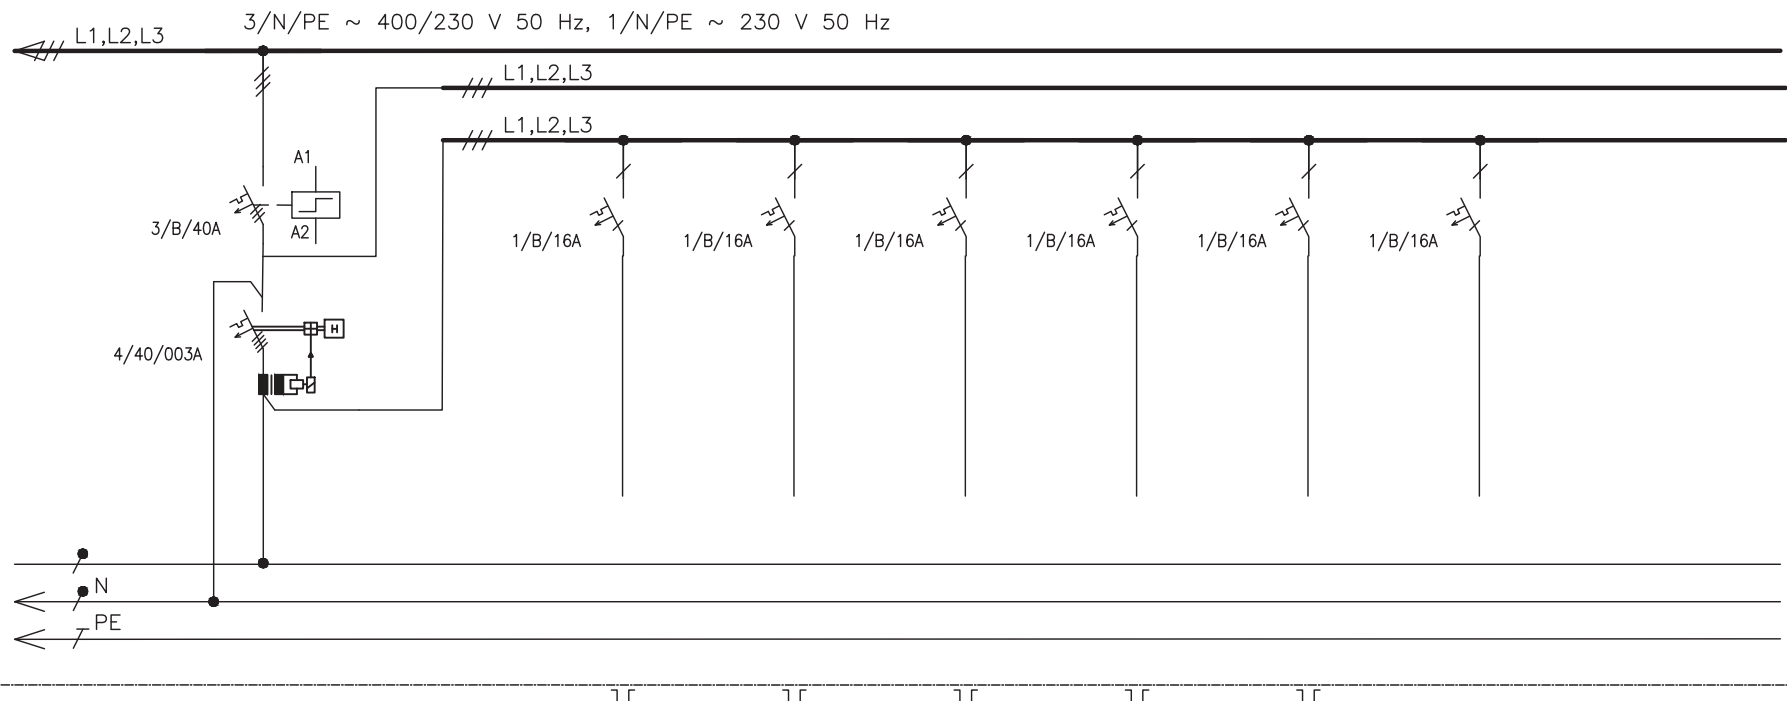 3/N/PE ~ 400/230 V 50 Hz, 1/N/PE ~ 230 V 50 Hz
L1,L2,L3
L1,L2,L3
L1,L2,L3
A1
3/B/40A
A2
1/B/16A 1/B/16A 1/B/16A 1/B/16A 1/B/16A 1/B/16A
H
4/40/003A
N
PE